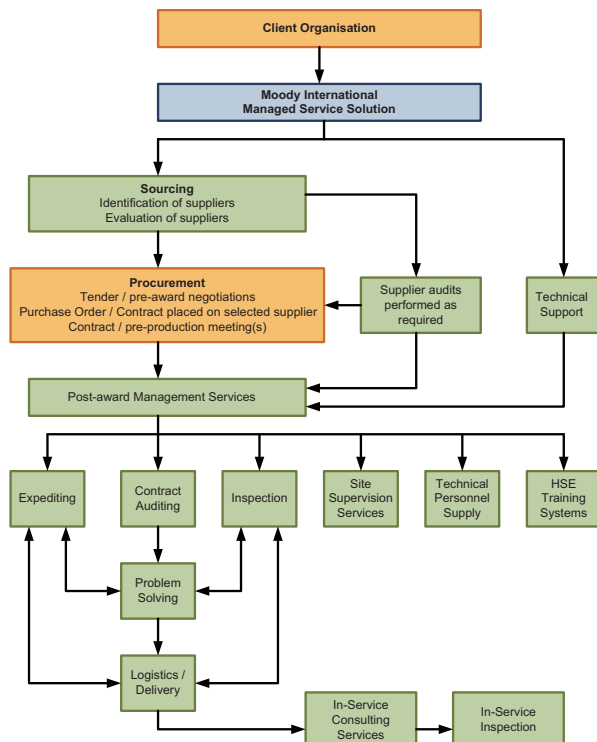 Client Organisation
Moody International
Managed Service Solution
Sourcing
Identification of suppliers
Evaluation of suppliers
Procurement
Tender / pre-award negotiations
Purchase Order / Contract placed on selected supplier
Contract / pre-production meeting(s)
Supplier audits
performed as
required
Technical
Support
Post-award Management Services
Expediting
Contract
Auditing
Inspection
Site
Supervision
Services
Technical
Personnel
Supply
HSE
Training
Systems
Problem
Solving
Logistics /
Delivery
In-Service
Consulting
Services
In-Service
Inspection